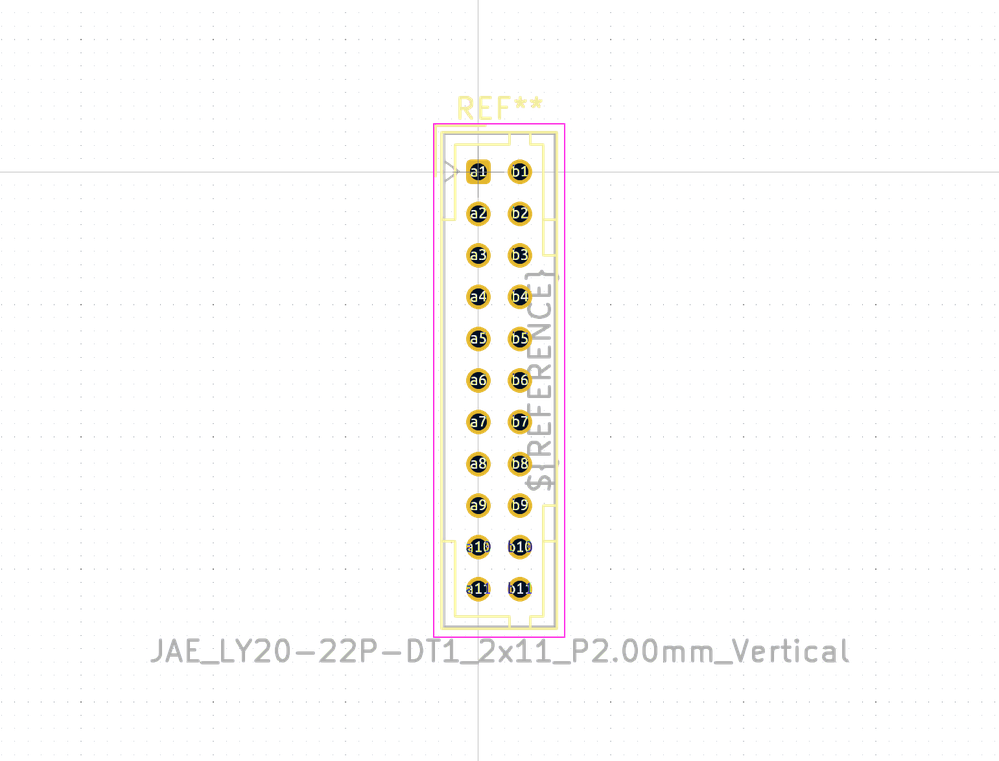 REF**
a1 b1
a2 b2
a3 b3
a4 b4
a5 b5
a6 b6
a7 b7
a8 b8
a9 b9
a10 b10
a11 b11
${REFERENCE}
JAE_LY20-22P-DT1_2x11_P2.00mm_Vertical